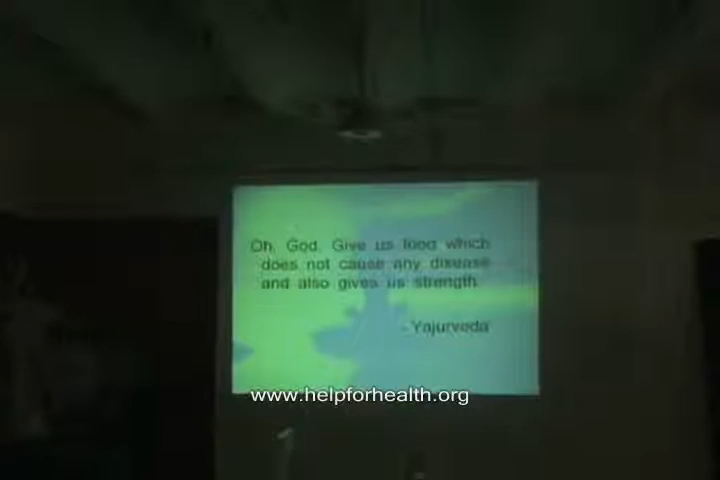 Oh, God, Give us food which
does not cause any disease
and also gives us strength.
- Yajurveda
www.helpforhealth.org